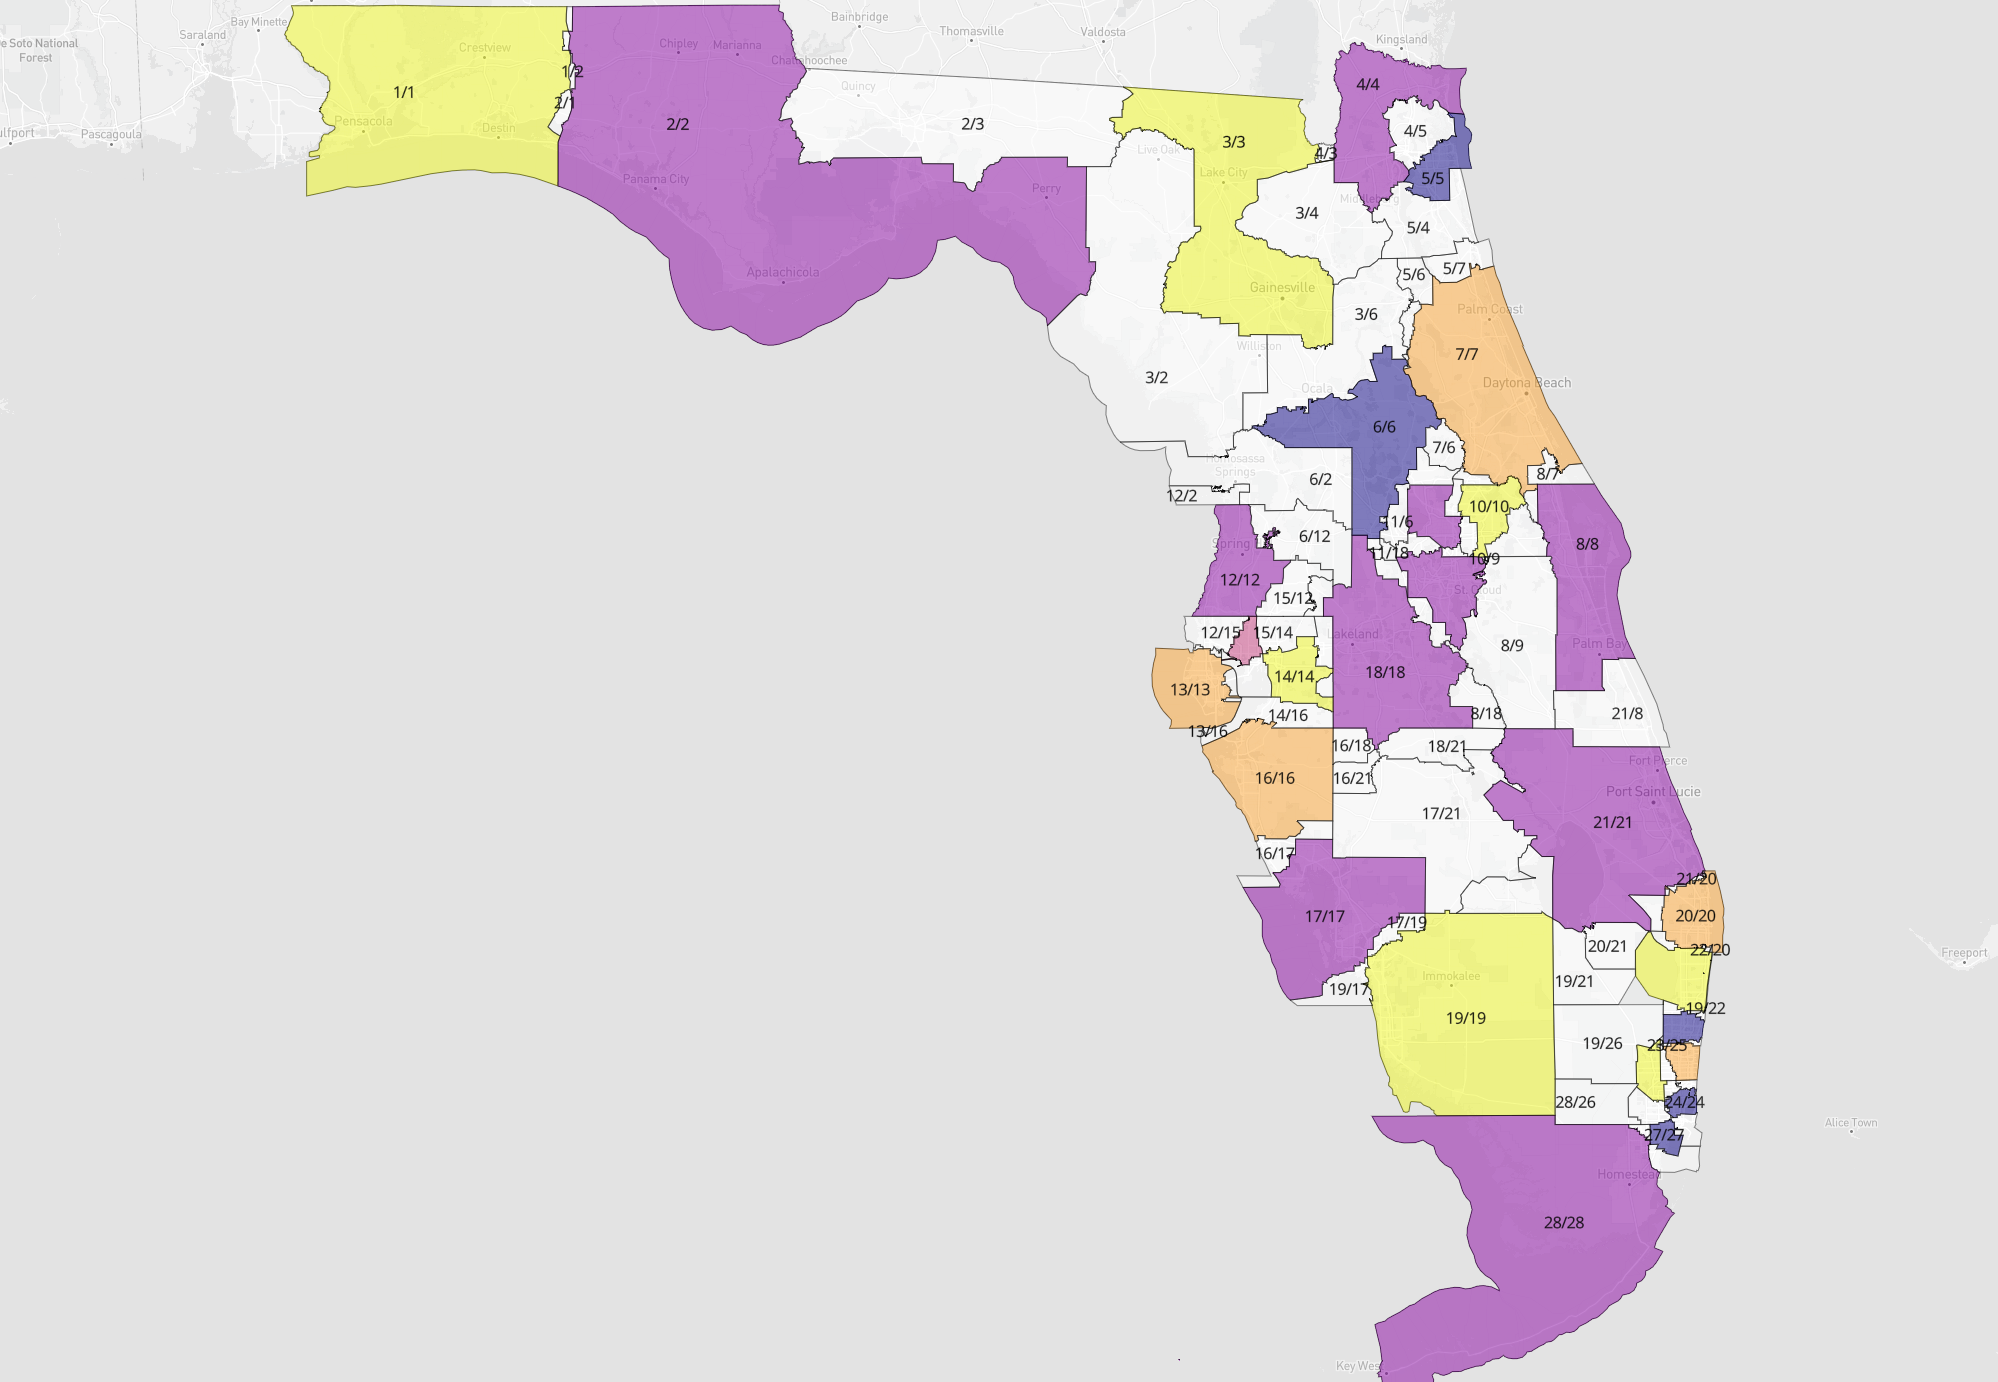 Bay Minette
Bainbridge
Thomasville
Valdosta
Kingsland
Saraland
e Soto National
Forest
Crestview
Chipley
Marianna
Chattahoochee
Quincy
4/4
1/2
1/1
2/1
2/2
2/3
3/3
4/3
4/5
ulfport
Pascagoula
Pensacola
Destin
Live Oak
Lake City
Panama City
Perry
5/5
Middleburg
3/4
5/4
Apalachicola
Gainesville
5/6
5/7
3/6
Palm Coast
Williston
7/7
3/2
Ocala
Daytona Beach
6/6
7/6
Homosassa
Springs
6/2
8/7
12/2
10/10
11/6
Spring
6/12
8/8
11/18
10/9
12/12
St. Cloud
15/12
12/15
15/14
Lakeland
8/9
Palm Bay
18/18
14/14
13/13
14/16
8/18
21/8
13/16
16/18
18/21
Fort Pierce
16/16
16/21
Port Saint Lucie
17/21
21/21
16/17
21/20
17/17
17/19
20/20
20/21
22/20
Freeport
Immokalee
19/17
19/21
19/22
19/19
19/26
28/26
24/24
Alice Town
27/27
Homestead
28/28
Key Wes